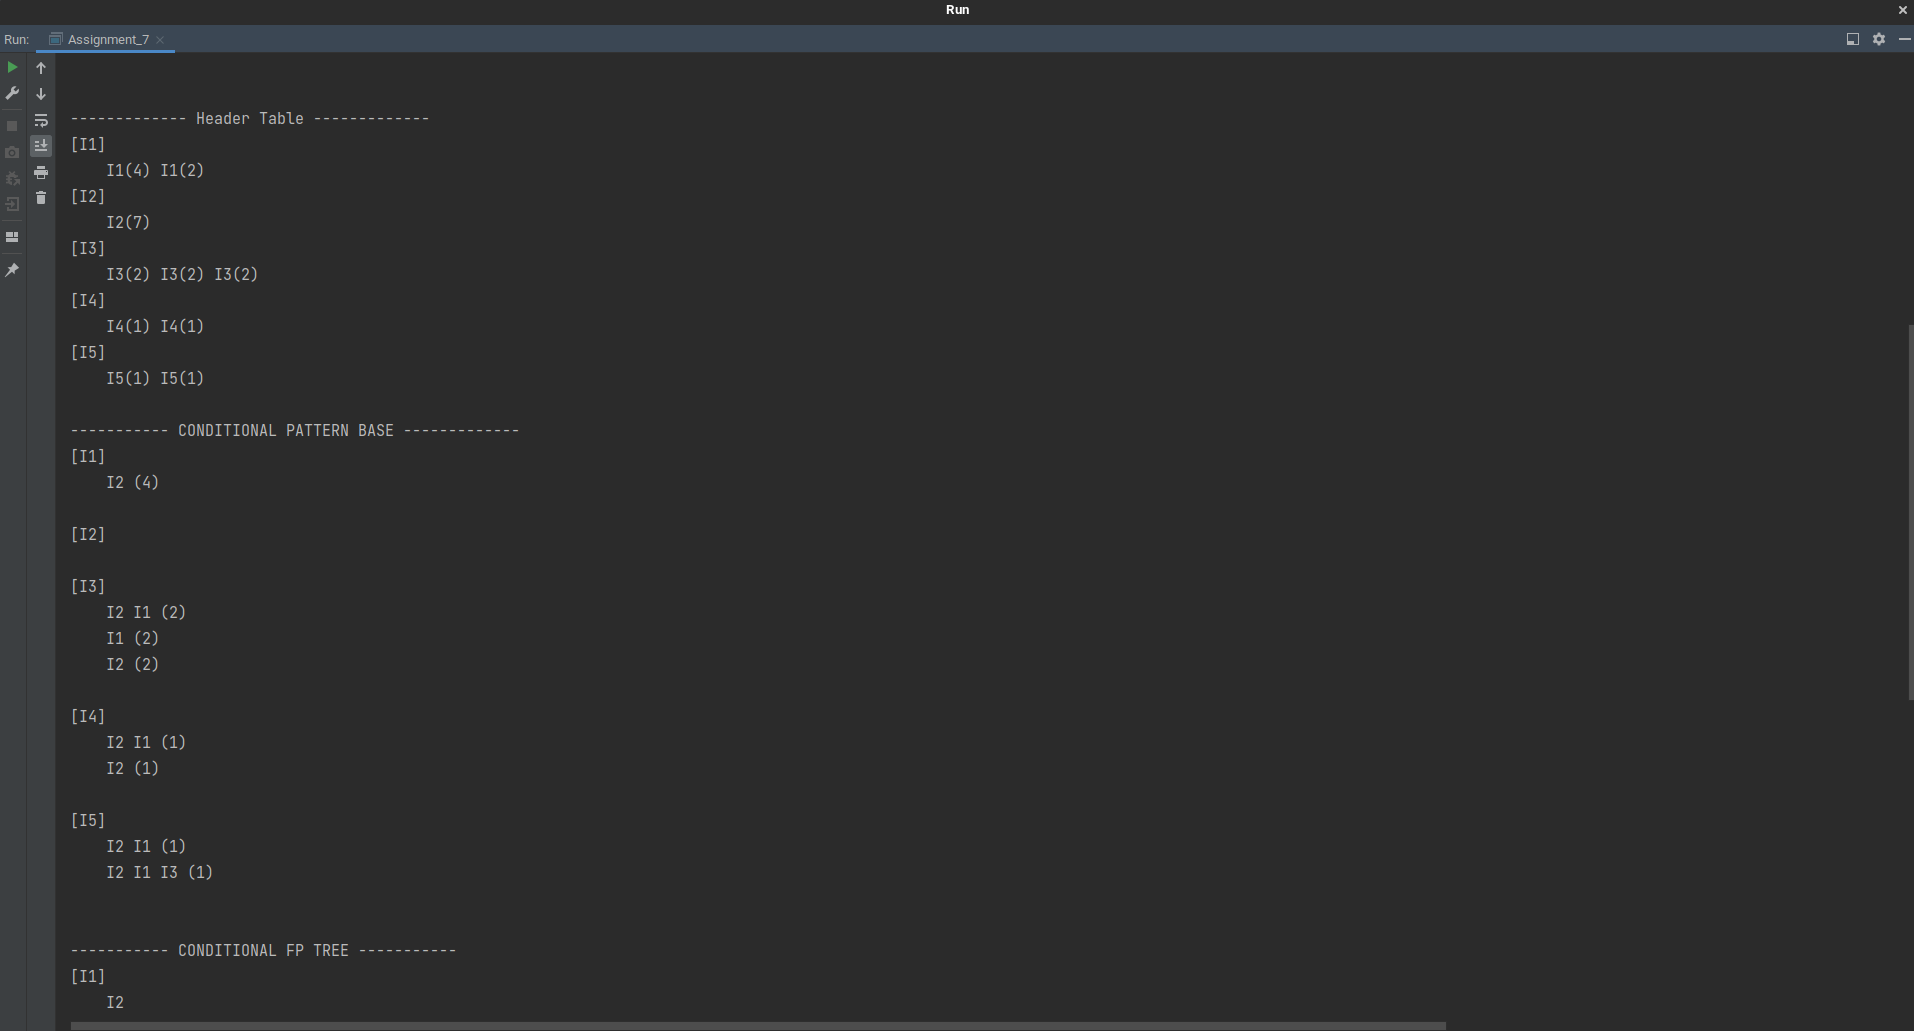 Run
Run: Assignment_7
------------- Header Table -------------
[I1]
    I1(4) I1(2)
[I2]
    I2(7)
[I3]
    I3(2) I3(2) I3(2)
[I4]
    I4(1) I4(1)
[I5]
    I5(1) I5(1)
----------- CONDITIONAL PATTERN BASE -------------
[I1]
    I2 (4)
[I2]
[I3]
    I2 I1 (2)
    I1 (2)
    I2 (2)
[I4]
    I2 I1 (1)
    I2 (1)
[I5]
    I2 I1 (1)
    I2 I1 I3 (1)
----------- CONDITIONAL FP TREE -----------
[I1]
    I2